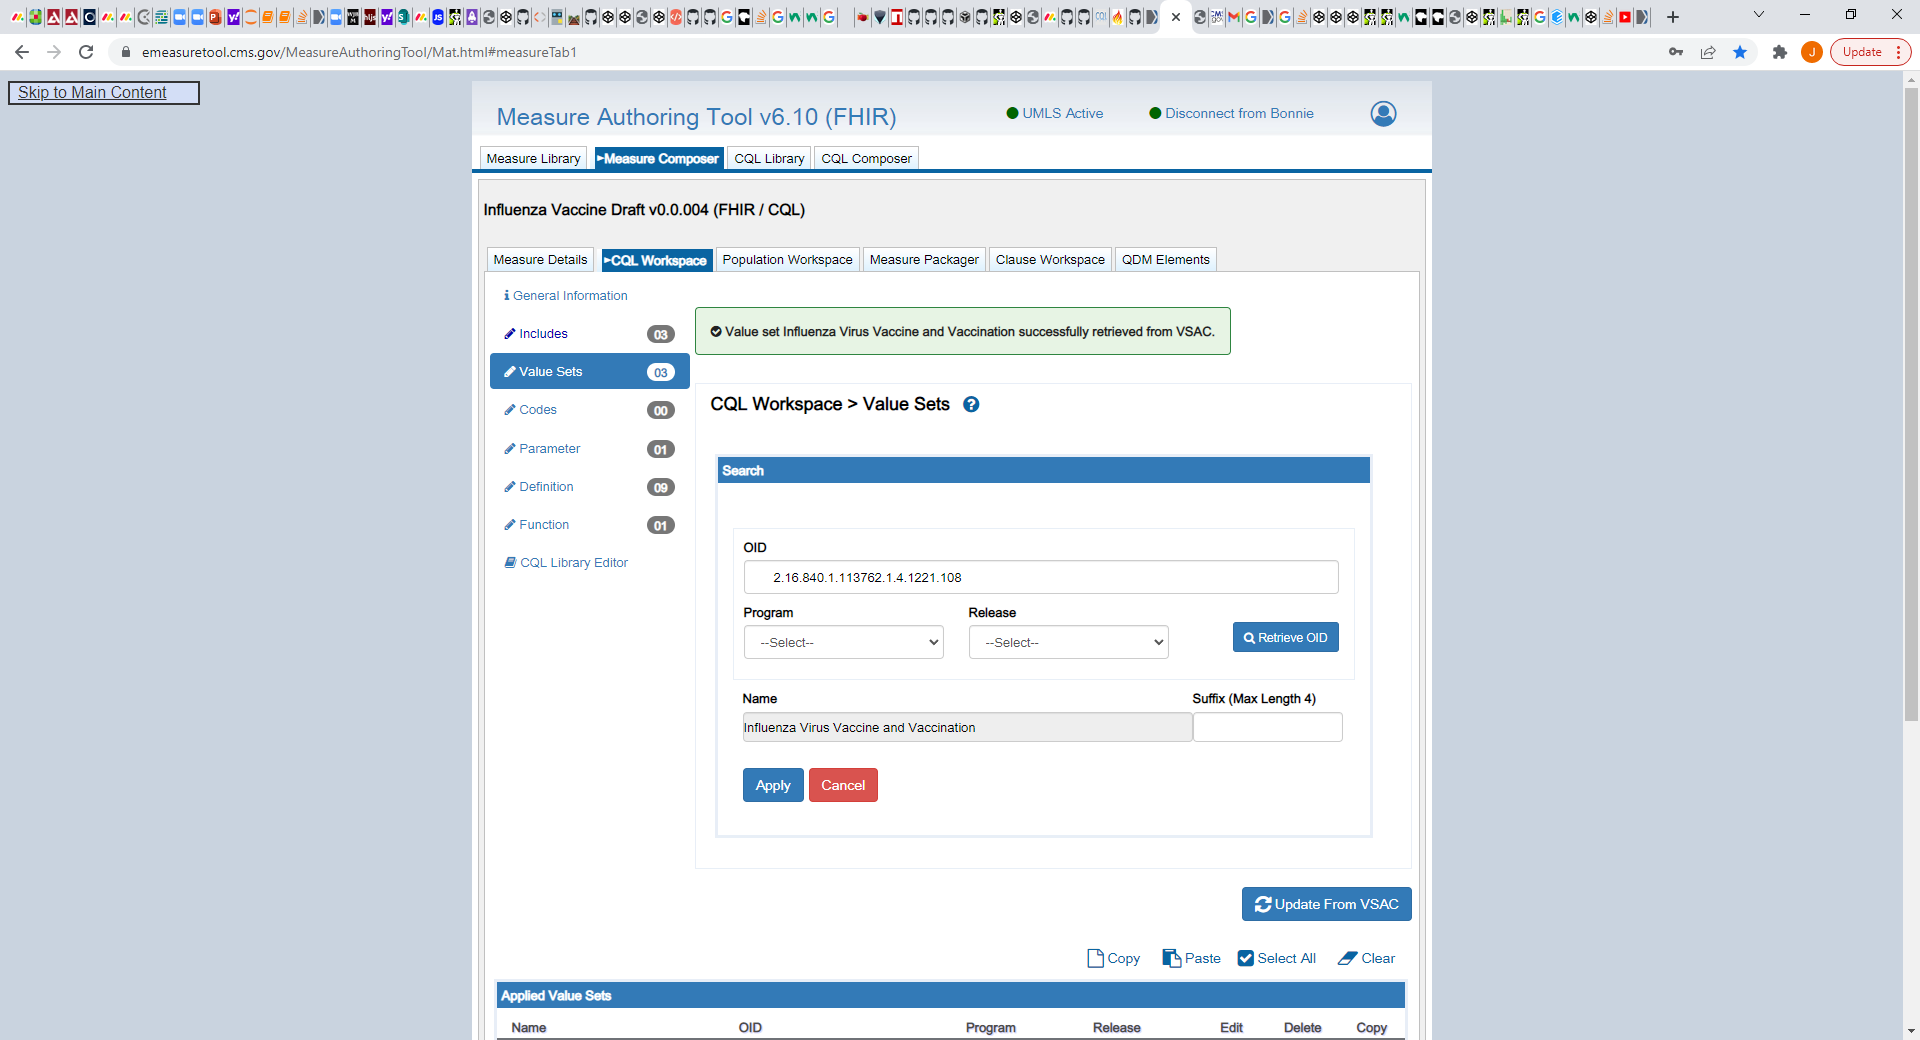 emeasuretool.cms.gov/MeasureAuthoringTool/Mat.html#measureTab1
J
Update
Skip to Main Content
Measure Authoring Tool v6.10 (FHIR)
UMLS Active
Disconnect from Bonnie
Measure Library
Measure Composer
CQL Library
CQL Composer
Influenza Vaccine Draft v0.0.004 (FHIR / CQL)
Measure Details
CQL Workspace
Population Workspace
Measure Packager
Clause Workspace
QDM Elements
General Information
Includes 03
Value Sets 03
Codes 00
Parameter 01
Definition 09
Function 01
CQL Library Editor
Value set Influenza Virus Vaccine and Vaccination successfully retrieved from VSAC.
CQL Workspace > Value Sets
Search
OID
2.16.840.1.113762.1.4.1221.108
Program
Release
--Select--
--Select--
Retrieve OID
Name
Suffix (Max Length 4)
Influenza Virus Vaccine and Vaccination
Apply
Cancel
Update From VSAC
Copy
Paste
Select All
Clear
Applied Value Sets
Name
OID
Program
Release
Edit
Delete
Copy